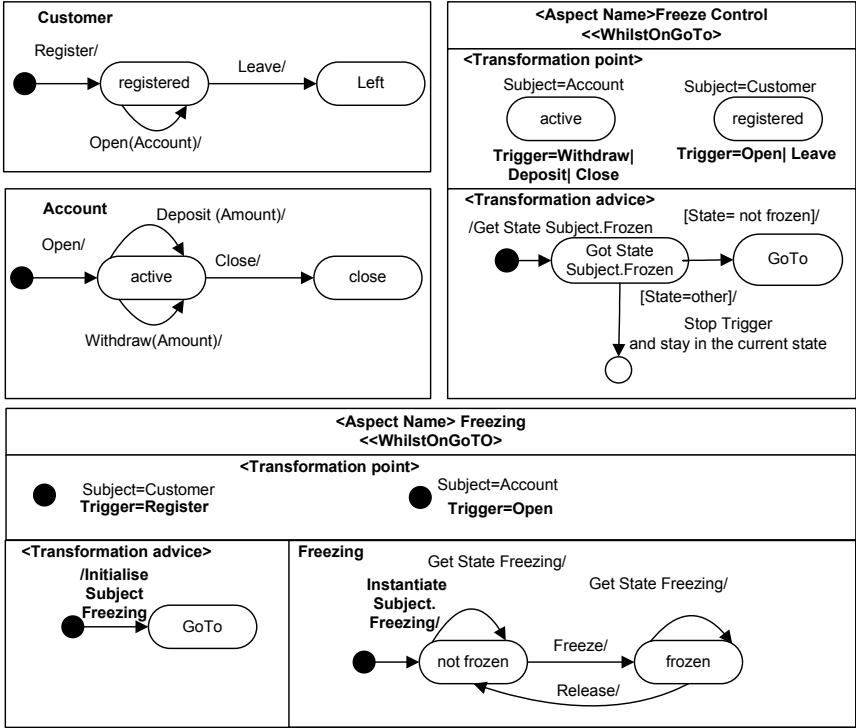 Customer
Register/
registered
Leave/
Left
Open(Account)/
Account
Deposit (Amount)/
Open/
active
Close/
close
Withdraw(Amount)/
<Aspect Name>Freeze Control
<<WhilstOnGoTo>
<Transformation point>
Subject=Account
active
Trigger=Withdraw|
Deposit| Close
Subject=Customer
registered
Trigger=Open| Leave
<Transformation advice>
/Get State Subject.Frozen
[State= not frozen]/
Got State
Subject.Frozen
GoTo
[State=other]/
Stop Trigger
and stay in the current state
<Aspect Name> Freezing
<<WhilstOnGoTO>
<Transformation point>
Subject=Customer
Trigger=Register
Subject=Account
Trigger=Open
<Transformation advice>
/Initialise
Subject
Freezing
GoTo
Freezing
Get State Freezing/
Instantiate
Subject.
Freezing/
Get State Freezing/
not frozen
Freeze/
frozen
Release/